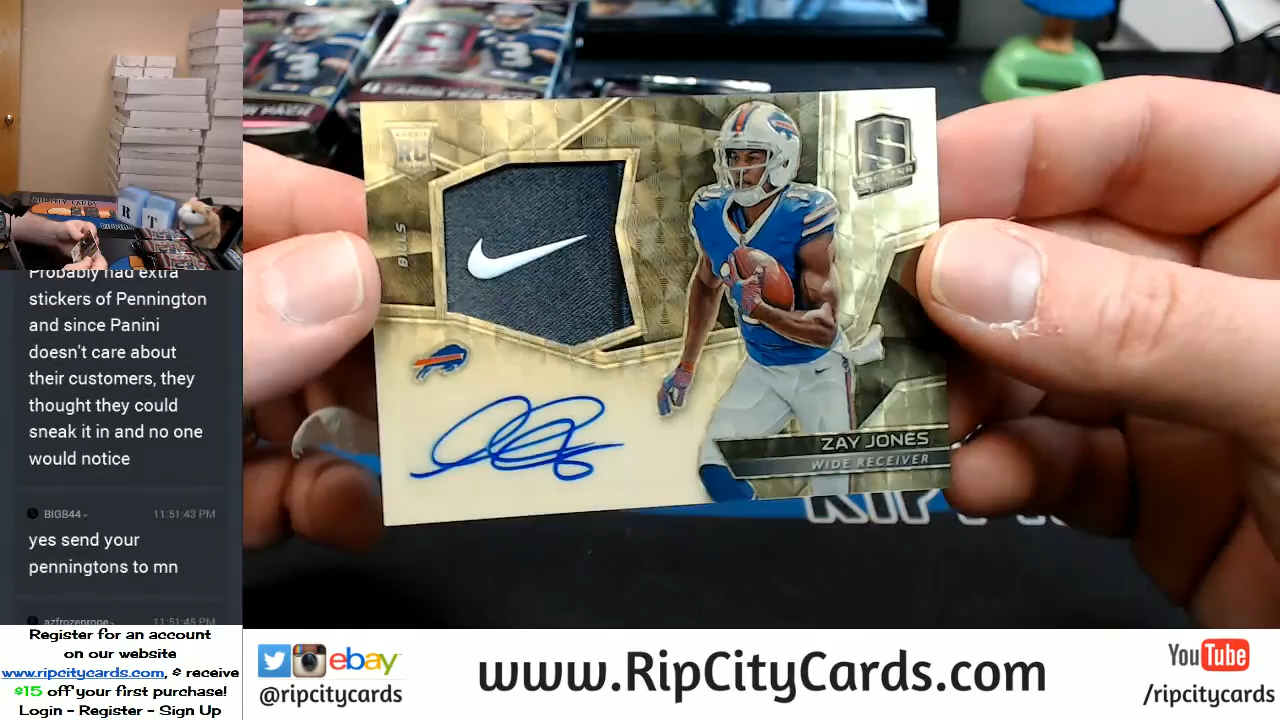 Probably had extra
stickers of Pennington
and since Panini
doesn't care about
their customers, they
thought they could
sneak it in and no one
would notice
BIGB44
11:51:43 PM
yes send your
penningtons to mn
azfrozenrope
11:51:45 PM
Register for an account
on our website
www.ripcitycards.com, & receive
$15 off your first purchase!
Login - Register - Sign Up
R
T
3
3
RC
BILLS
S
ZAY JONES
WIDE RECEIVER
ebay
@ripcitycards
www.RipCityCards.com
YouTube
/ripcitycards